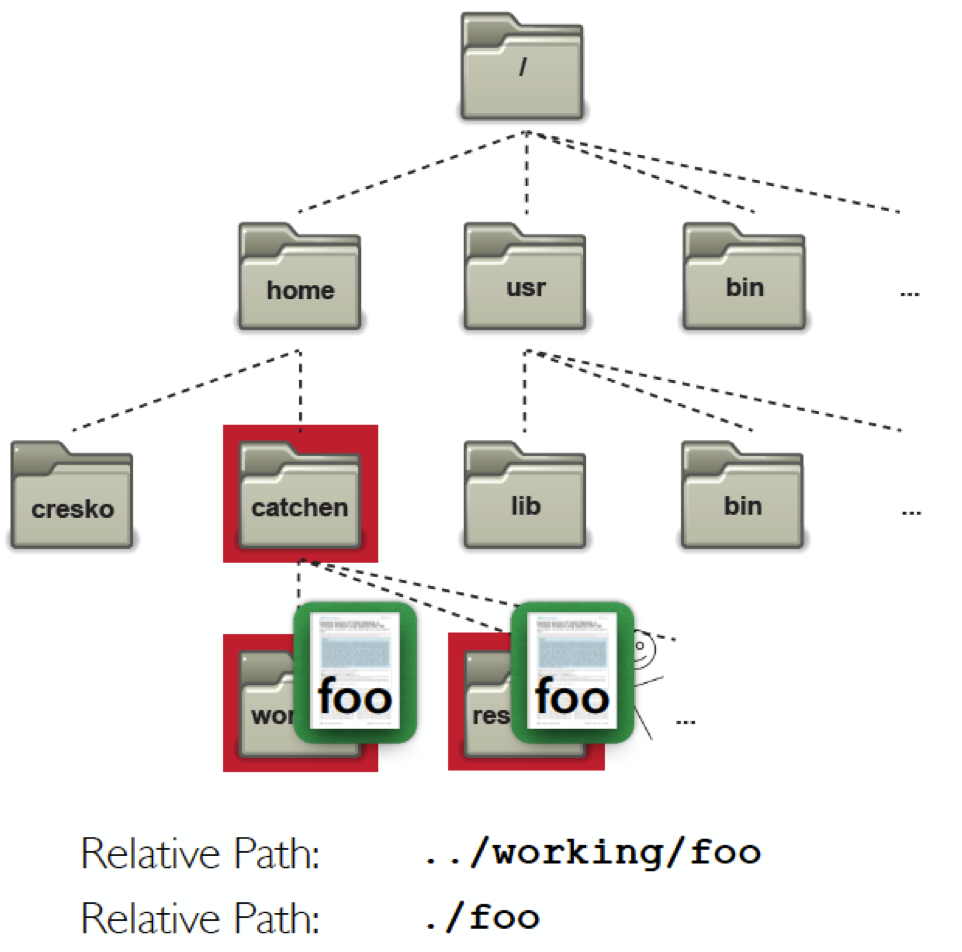 /
home usr bin ...
cresko catchen lib bin ...
foo foo
wor res ...
Relative Path: ../working/foo
Relative Path: ./foo